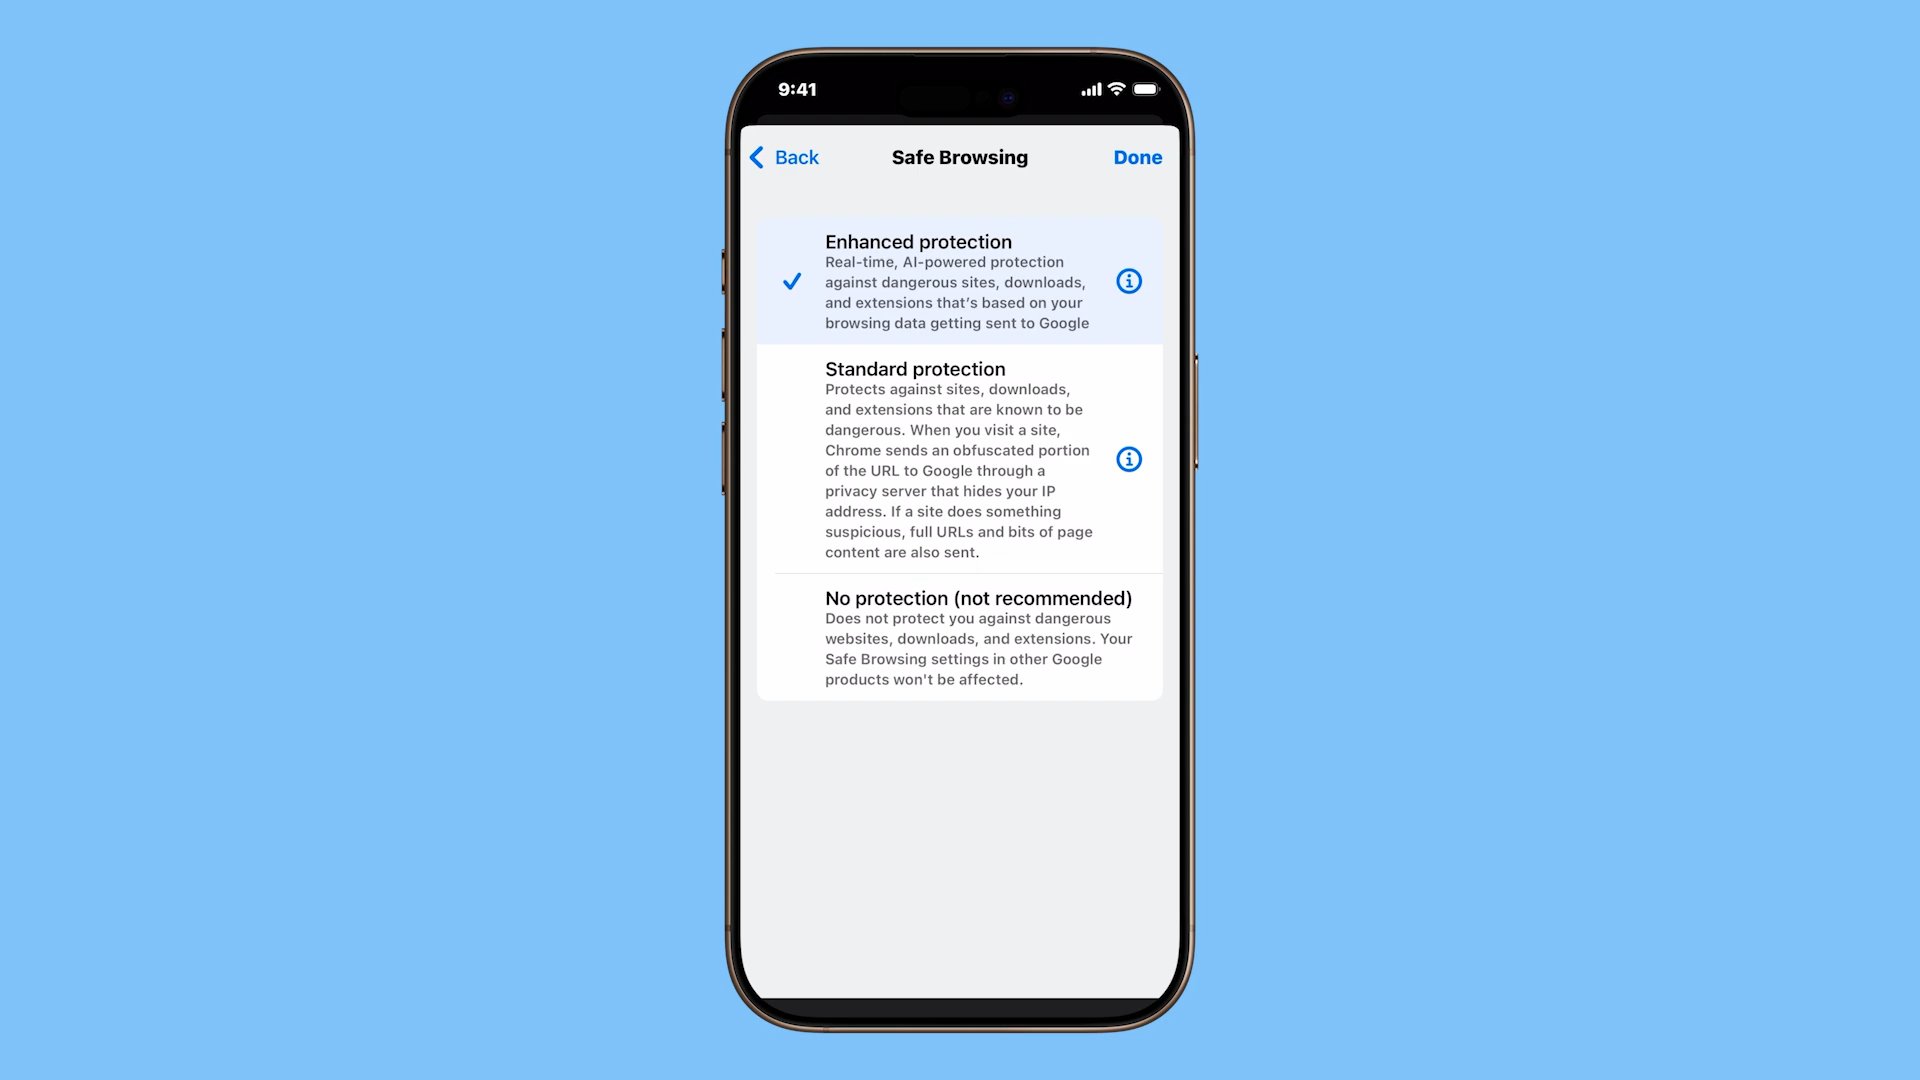 9:41
Back
Safe Browsing
Done
Enhanced protection
Real-time, AI-powered protection
against dangerous sites, downloads,
and extensions that’s based on your
browsing data getting sent to Google
Standard protection
Protects against sites, downloads,
and extensions that are known to be
dangerous. When you visit a site,
Chrome sends an obfuscated portion
of the URL to Google through a
privacy server that hides your IP
address. If a site does something
suspicious, full URLs and bits of page
content are also sent.
No protection (not recommended)
Does not protect you against dangerous
websites, downloads, and extensions. Your
Safe Browsing settings in other Google
products won't be affected.